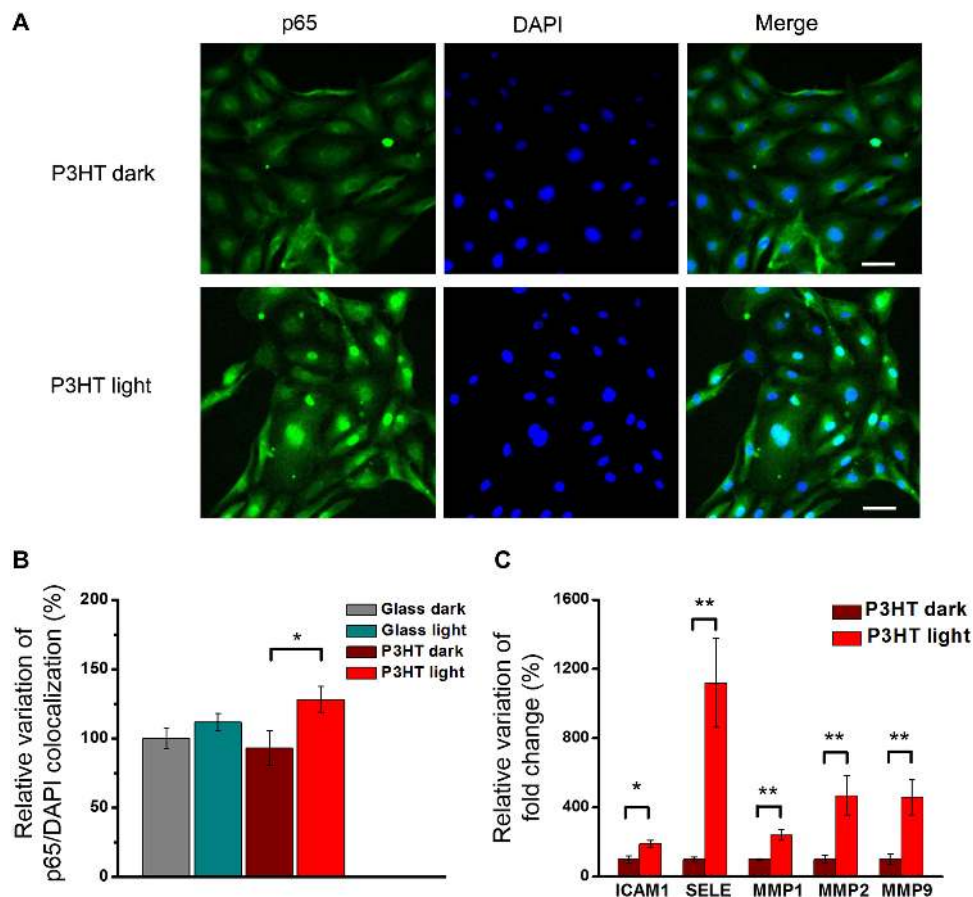 A
p65 DAPI Merge
P3HT dark
P3HT light
B
Relative variation of
p65/DAPI colocalization (%)
200
150
100
50
0
Glass dark
Glass light
P3HT dark
P3HT light
*
C
Relative variation of
fold change (%)
1600
1200
800
400
0
P3HT dark
P3HT light
*
**
**
**
**
ICAM1 SELE MMP1 MMP2 MMP9